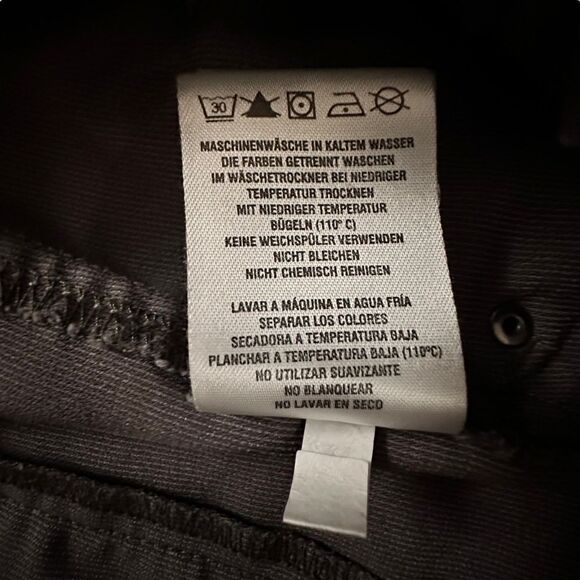 30
MASCHINENWÄSCHE IN KALTEM WASSER
DIE FARBEN GETRENNT WASCHEN
IM WÄSCHETROCKNER BEI NIEDRIGER
TEMPERATUR TROCKNEN
MIT NIEDRIGER TEMPERATUR
BÜGELN (110° C)
KEINE WEICHSPÜLER VERWENDEN
NICHT BLEICHEN
NICHT CHEMISCH REINIGEN
LAVAR A MÁQUINA EN AGUA FRÍA
SEPARAR LOS COLORES
SECADORA A TEMPERATURA BAJA
PLANCHAR A TEMPERATURA BAJA (110ºC)
NO UTILIZAR SUAVIZANTE
NO BLANQUEAR
NO LAVAR EN SECO